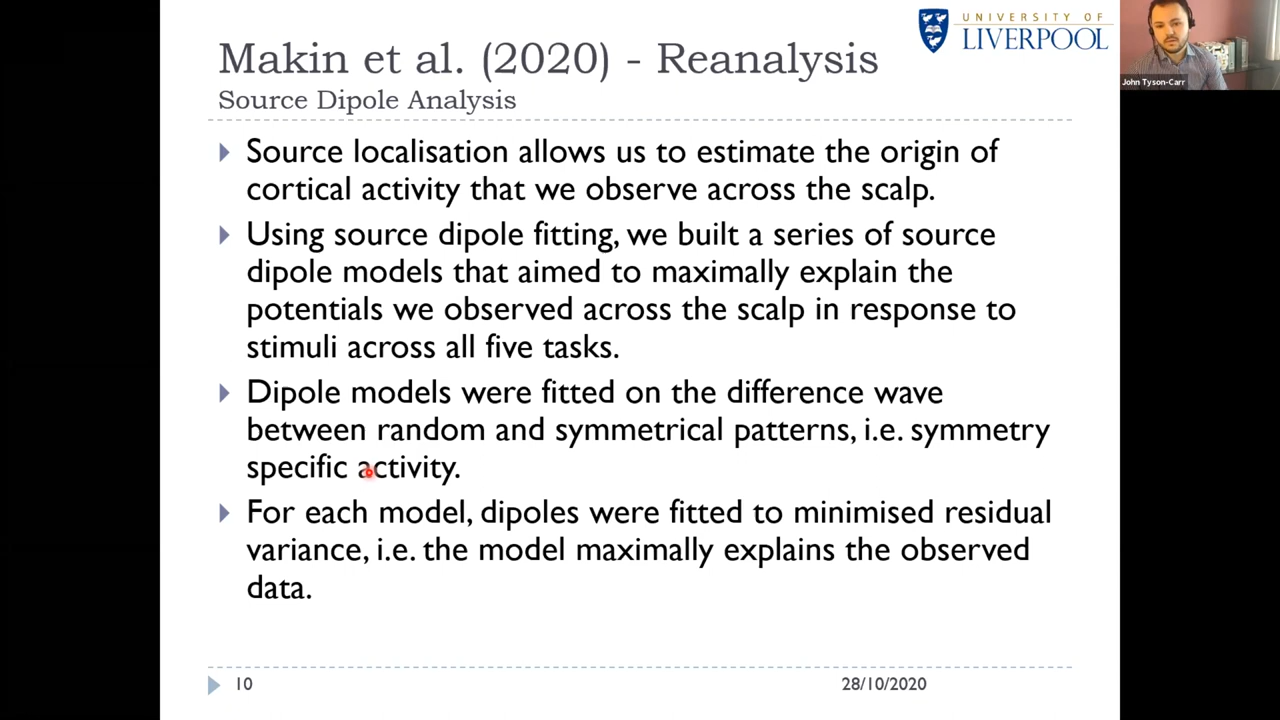 UNIVERSITY OF
LIVERPOOL
John Tyson-Carr
Makin et al. (2020) - Reanalysis
Source Dipole Analysis
Source localisation allows us to estimate the origin of
cortical activity that we observe across the scalp.
Using source dipole fitting, we built a series of source
dipole models that aimed to maximally explain the
potentials we observed across the scalp in response to
stimuli across all five tasks.
Dipole models were fitted on the difference wave
between random and symmetrical patterns, i.e. symmetry
specific activity.
For each model, dipoles were fitted to minimised residual
variance, i.e. the model maximally explains the observed
data.
10
28/10/2020